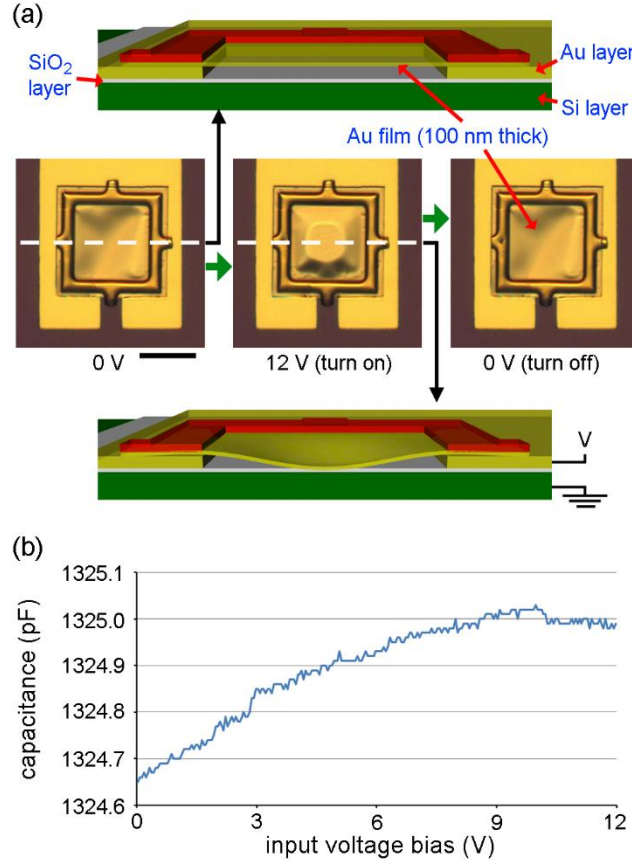 (a)
SiO2
layer
Au layer
Si layer
Au film (100 nm thick)
0 V
12 V (turn on)
0 V (turn off)
V
(b)
capacitance (pF)
1325.1
1325.0
1324.9
1324.8
1324.7
1324.6
0 3 6 9 12
input voltage bias (V)